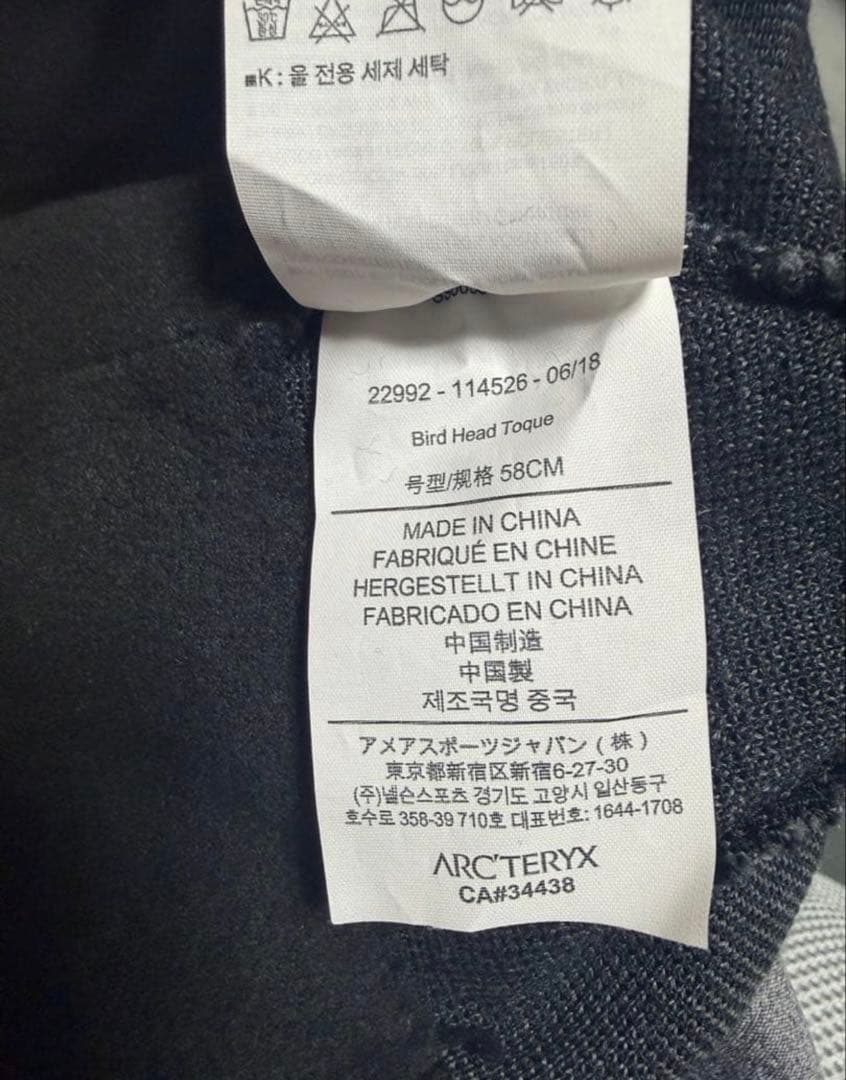 K : 울 전용 세제 세탁
22992 - 114526 - 06/18
Bird Head Toque
号型/规格 58CM
MADE IN CHINA
FABRIQUÉ EN CHINE
HERGESTELLT IN CHINA
FABRICADO EN CHINA
中国制造
中国製
제조국명 중국
アメアスポーツジャパン ( 株 )
東京都新宿区新宿6-27-30
(주)넬슨스포츠 경기도 고양시 일산동구
호수로 358-39 710호 대표번호: 1644-1708
ARC'TERYX
CA#34438